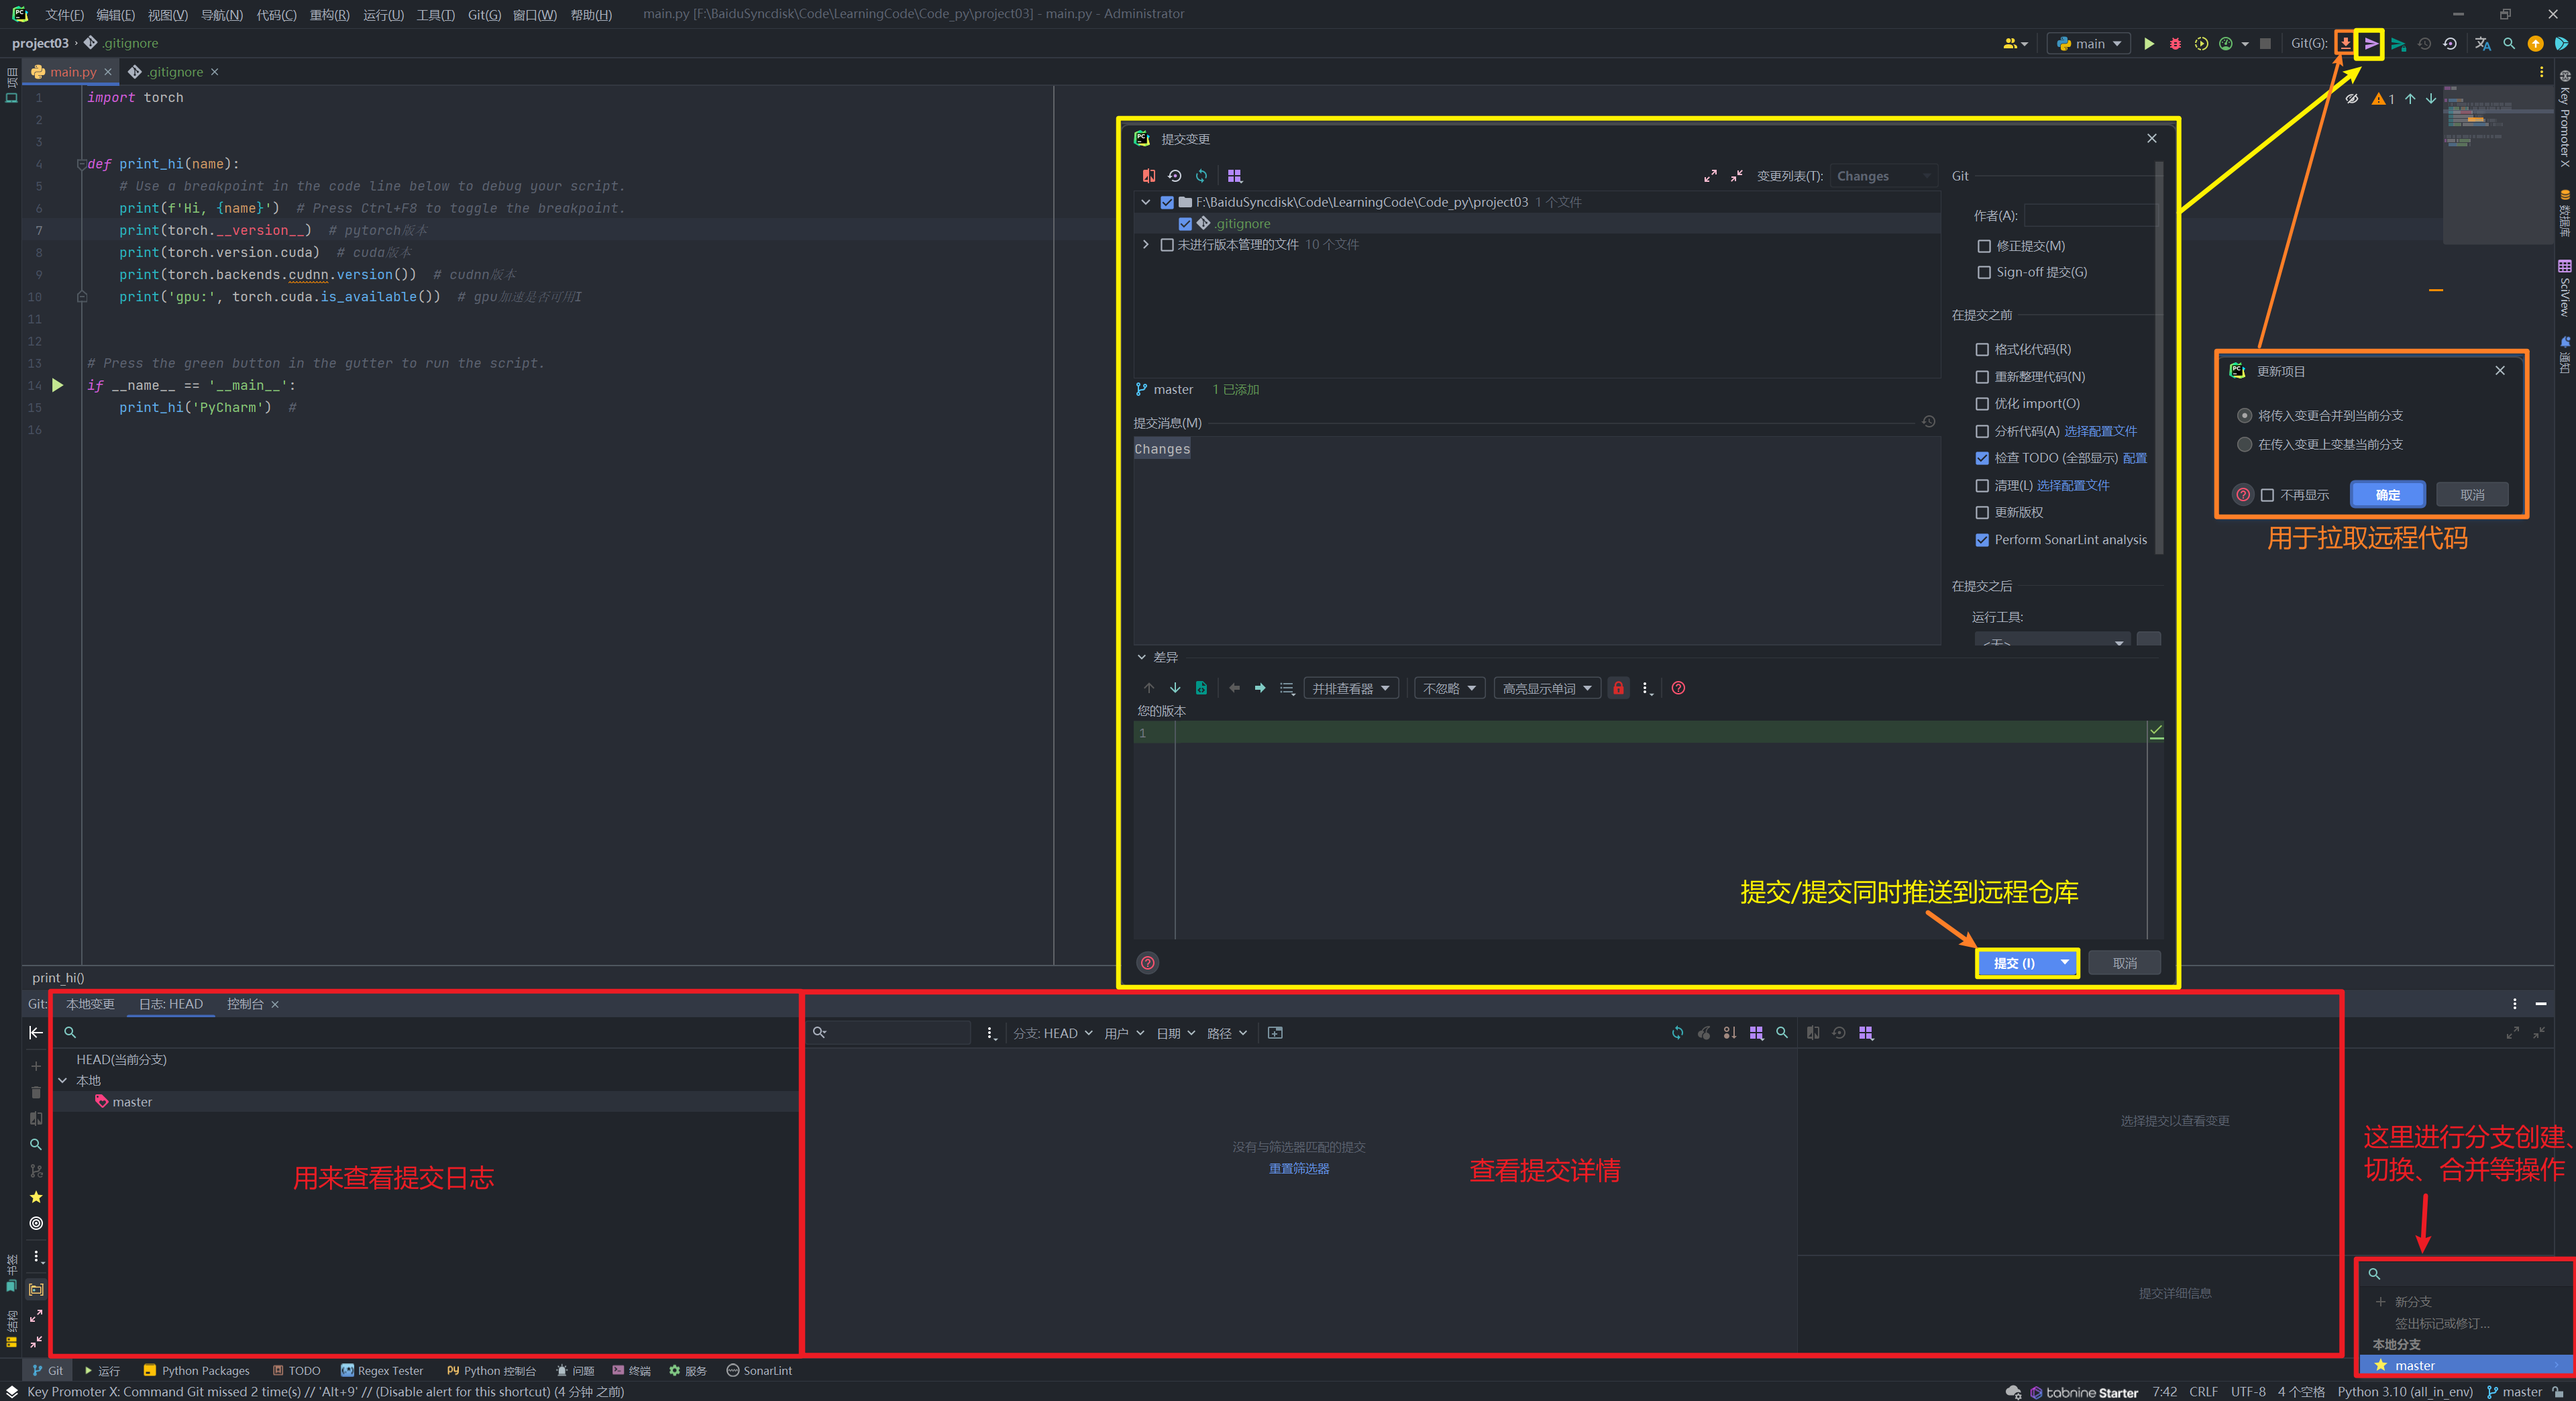 文件(F) 编辑(E) 视图(V) 导航(N) 代码(C) 重构(R) 运行(U) 工具(T) Git(G) 窗口(W) 帮助(H) main.py [F:\BaiduSyncdisk\Code\LearningCode\Code_py\project03] - main.py - Administrator
project03 › .gitignore
main Git(G):
main.py .gitignore
项目
1 import torch
2
3
4 def print_hi(name):
5 # Use a breakpoint in the code line below to debug your script.
6 print(f'Hi, {name}') # Press Ctrl+F8 to toggle the breakpoint.
7 print(torch.__version__) # pytorch版本
8 print(torch.version.cuda) # cuda版本
9 print(torch.backends.cudnn.version()) # cudnn版本
10 print('gpu:', torch.cuda.is_available()) # gpu加速是否可用
11
12
13 # Press the green button in the gutter to run the script.
14 if __name__ == '__main__':
15 print_hi('PyCharm') #
16
print_hi()
1
Key Promoter X
数据库
SciView
通知
提交变更
变更列表(T): Changes
F:\BaiduSyncdisk\Code\LearningCode\Code_py\project03 1 个文件
.gitignore
未进行版本管理的文件 10 个文件
master 1 已添加
提交消息(M)
Changes
Git
作者(A):
修正提交(M)
Sign-off 提交(G)
在提交之前
格式化代码(R)
重新整理代码(N)
优化 import(O)
分析代码(A) 选择配置文件
检查 TODO (全部显示) 配置
清理(L) 选择配置文件
更新版权
Perform SonarLint analysis
在提交之后
运行工具:
<无>
差异
并排查看器 不忽略 高亮显示单词
您的版本
1
提交/提交同时推送到远程仓库
提交 (I) 取消
更新项目
将传入变更合并到当前分支
在传入变更上变基当前分支
不再显示 确定 取消
用于拉取远程代码
Git: 本地变更 日志: HEAD 控制台
分支: HEAD 用户 日期 路径
HEAD(当前分支)
本地
master
用来查看提交日志
没有与筛选器匹配的提交
重置筛选器
查看提交详情
选择提交以查看变更
提交详细信息
这里进行分支创建、
切换、合并等操作
新分支
签出标记或修订...
本地分支
master
书签
结构
Git 运行 Python Packages TODO Regex Tester Python 控制台 问题 终端 服务 SonarLint
Key Promoter X: Command Git missed 2 time(s) // 'Alt+9' // (Disable alert for this shortcut) (4 分钟 之前)
tabnine Starter 7:42 CRLF UTF-8 4 个空格 Python 3.10 (all_in_env) master